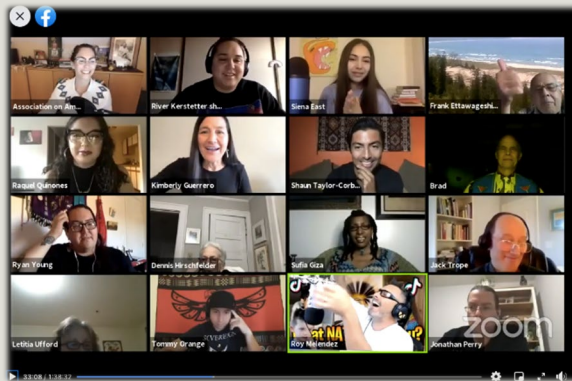 Association on Am...
River Kerstetter sh...
Siena East
Frank Ettawageshi...
Raquel Quinones
Kimberly Guerrero
Shaun Taylor-Corb...
Brad
Ryan Young
Dennis Hirschfelder
Sufia Giza
Jack Trope
Letitia Ufford
Tommy Orange
Roy Melendez
Jonathan Perry
zoom
33:08 / 1:38:32